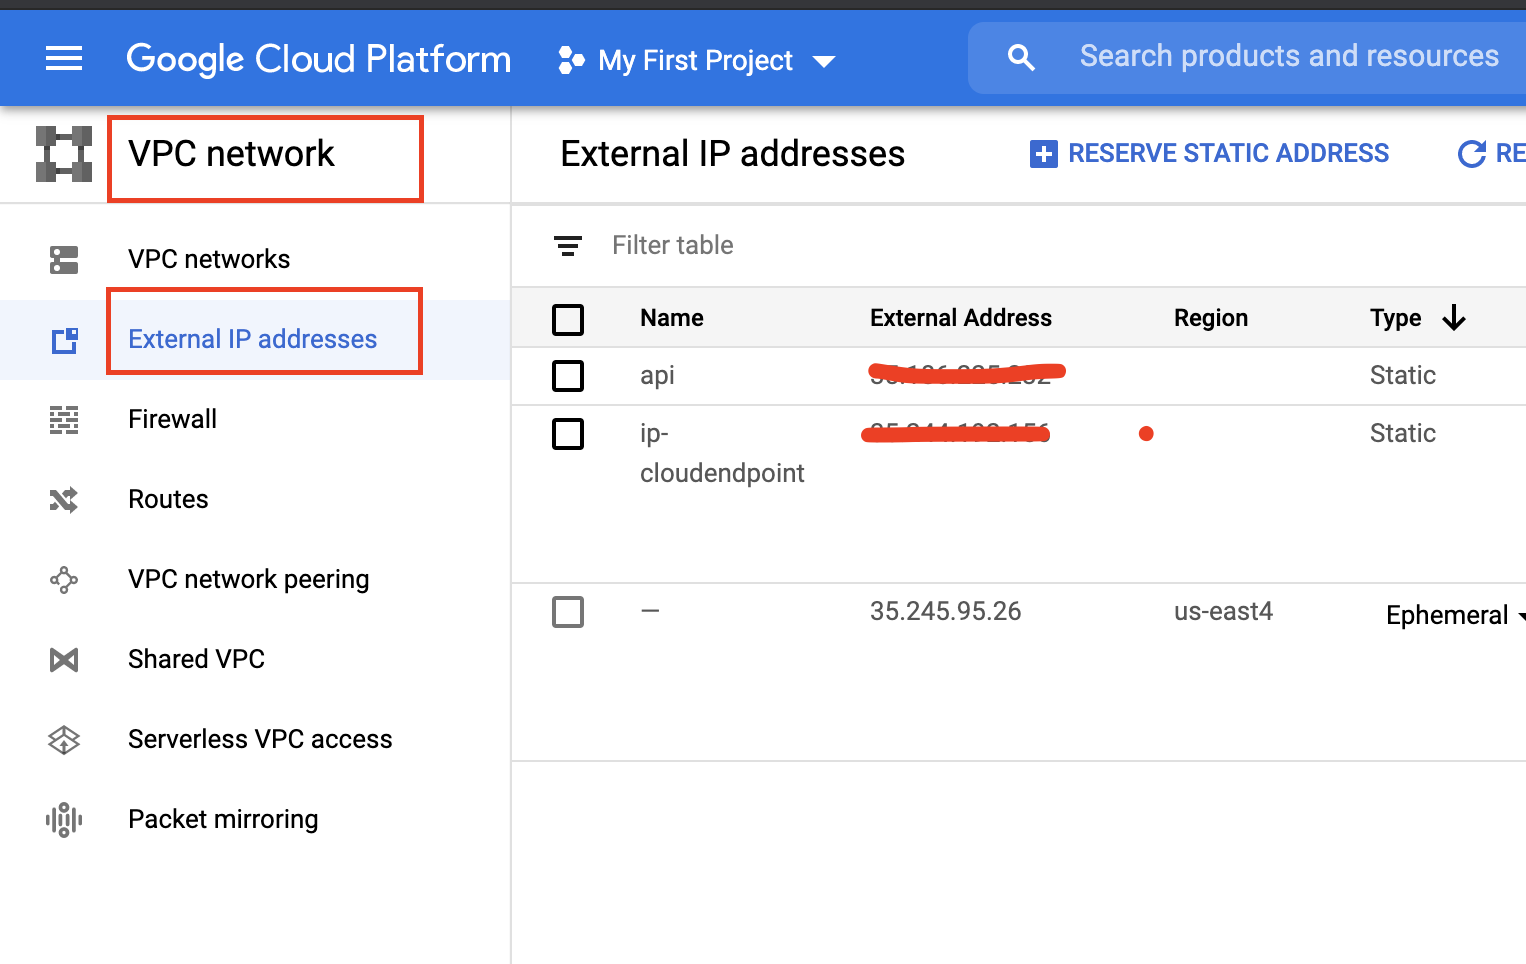 Google Cloud Platform
My First Project
Search products and resources
VPC network
External IP addresses
RESERVE STATIC ADDRESS
RE
VPC networks
External IP addresses
Firewall
Routes
VPC network peering
Shared VPC
Serverless VPC access
Packet mirroring
Filter table
Name External Address Region Type
api Static
ip- Static
cloudendpoint
— 35.245.95.26 us-east4 Ephemeral